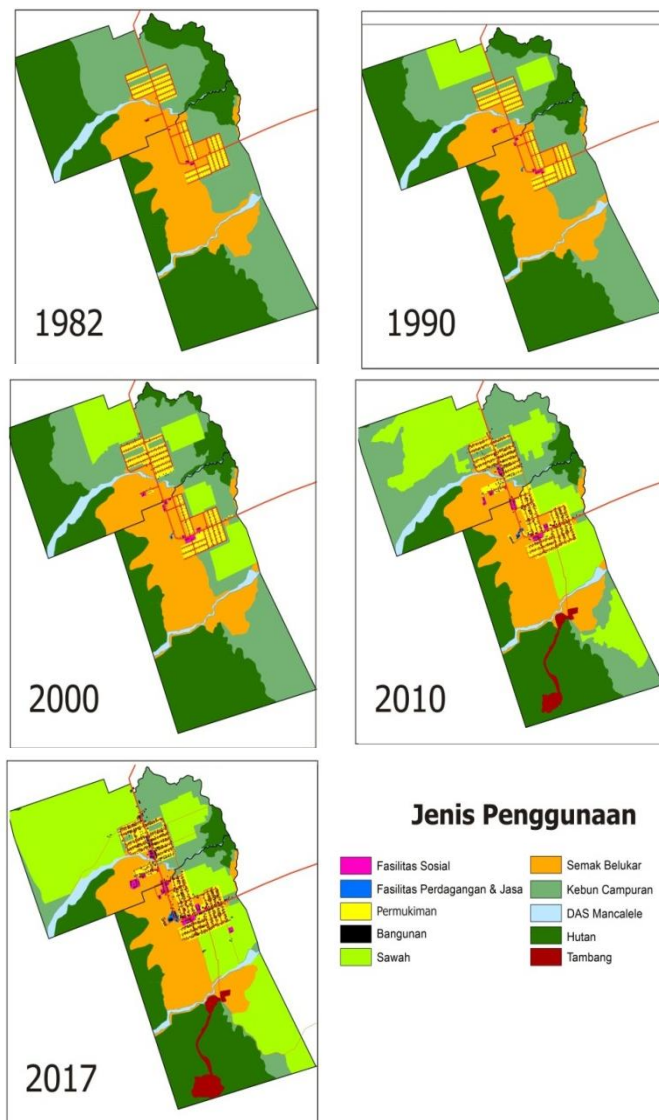 1982
1990
2000
2010
2017
Jenis Penggunaan
Fasilitas Sosial
Fasilitas Perdagangan & Jasa
Permukiman
Bangunan
Sawah
Semak Belukar
Kebun Campuran
DAS Mancalele
Hutan
Tambang